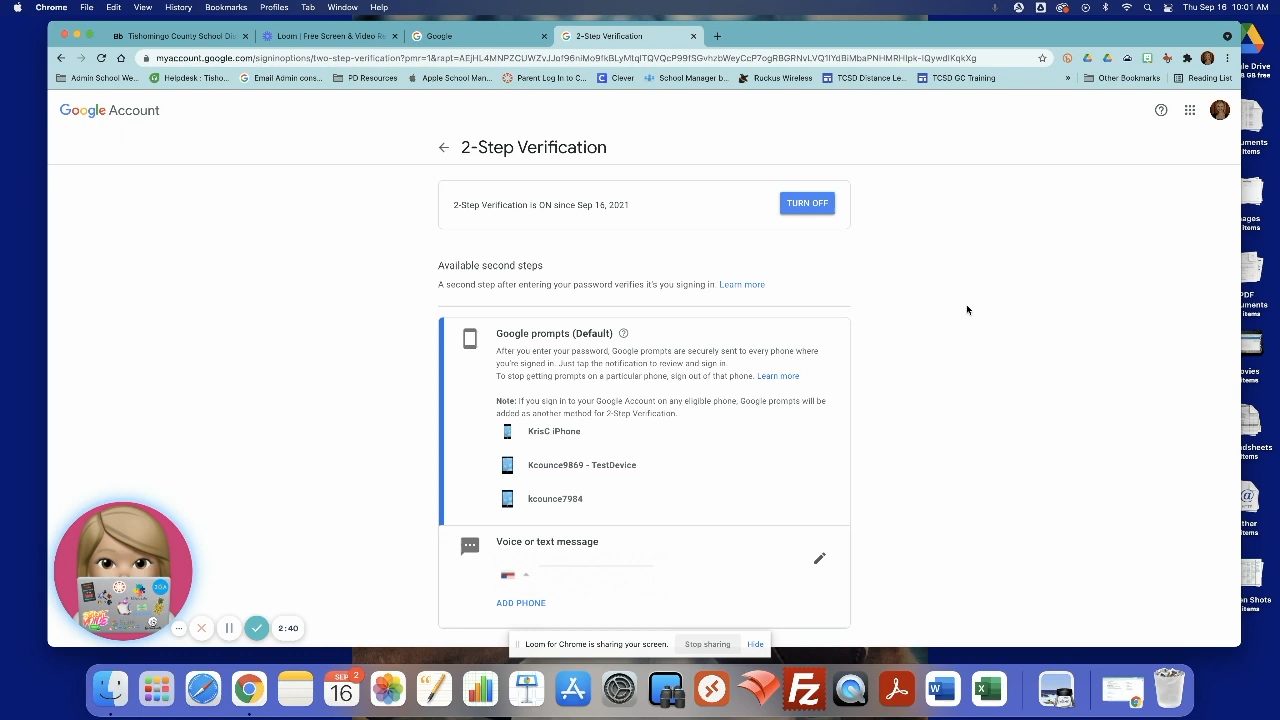 Chrome File Edit View History Bookmarks Profiles Tab Window Help Thu Sep 16 10:01 AM
Bb Tishomingo County School Dis Loom | Free Screen & Video Re Google 2-Step Verification
Admin School We... Helpdesk : Tisho... Email Admin cons... PD Resources Apple School Man... Parent Learn to C... Clever School Manager b... Ruckus Wireless TCSD Distance Le... TCSD GC Training » Other Bookmarks Reading List
Google Account
2-Step Verification
2-Step Verification is ON since Sep 16, 2021
TURN OFF
Available second steps
A second step after entering your password verifies it's you signing in. Learn more
Google prompts (Default)
After you enter your password, Google prompts are securely sent to every phone where
you're signed in. Just tap the notification to review and sign in.
To stop getting prompts on a particular phone, sign out of that phone. Learn more
Note: If you sign in to your Google Account on any eligible phone, Google prompts will be
added as another method for 2-Step Verification.
KrisC iPhone
Kcounce9869 - TestDevice
kcounce7984
Voice or text message
ADD PHONE
2:40
Loom for Chrome is sharing your screen. Stop sharing Hide
SEP 2
16